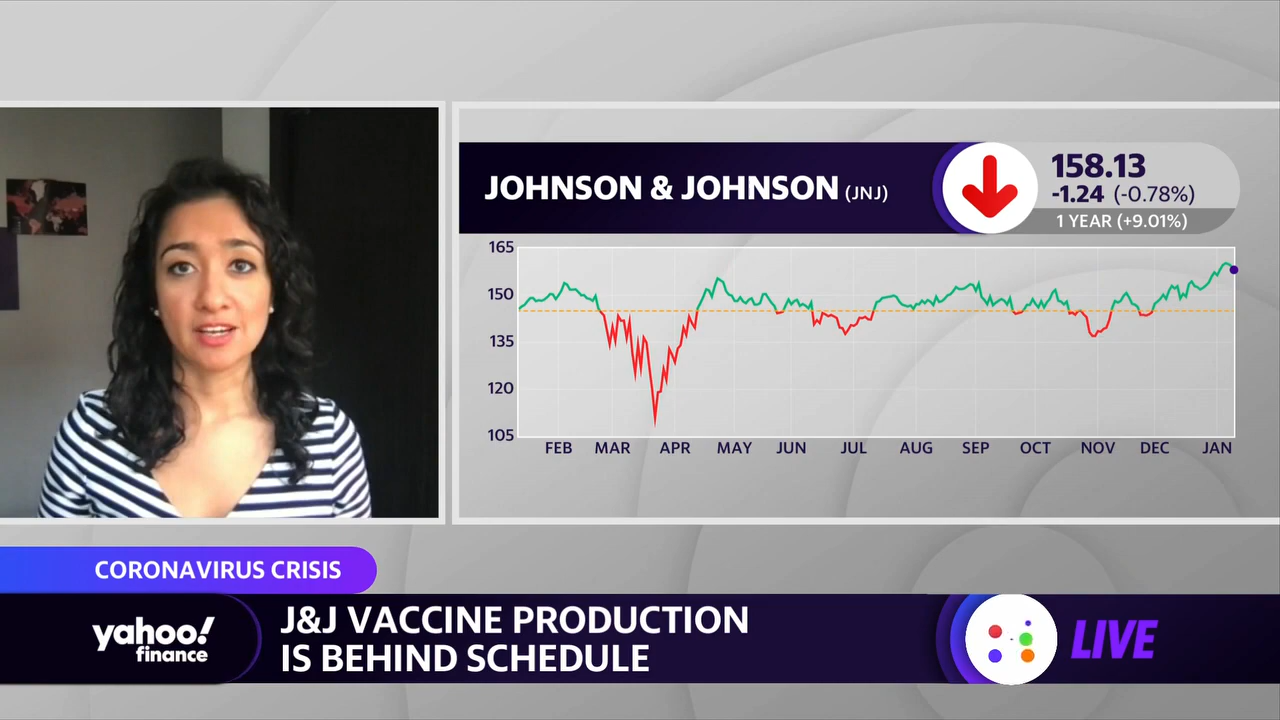 JOHNSON & JOHNSON (JNJ)
158.13
-1.24 (-0.78%)
1 YEAR (+9.01%)
165
150
135
120
105
FEB MAR APR MAY JUN JUL AUG SEP OCT NOV DEC JAN
CORONAVIRUS CRISIS
yahoo!
finance
J&J VACCINE PRODUCTION
IS BEHIND SCHEDULE
LIVE